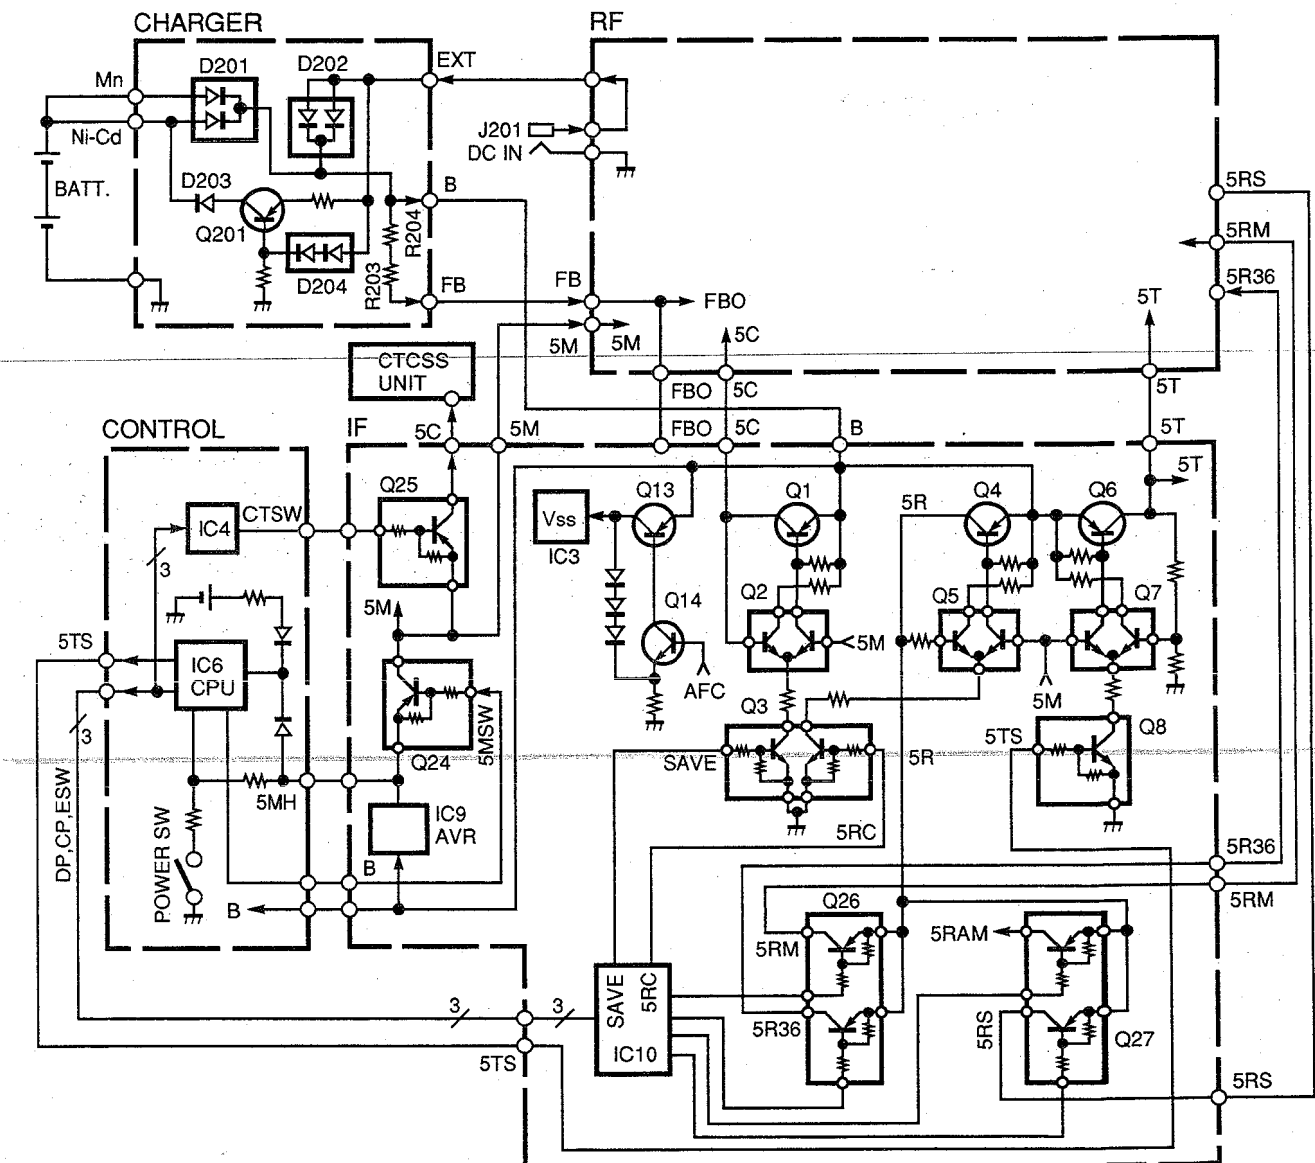 CHARGER
RF
Mn
D201
D202
EXT
Ni-Cd
J201
DC IN
BATT.
D203
B
Q201
R204
D204
R203
FB
FB
FBO
5M
5M
5C
5T
5RS
5RM
5R36
CTCSS
UNIT
FBO
5C
5T
CONTROL
IF
5C
5M
FBO
5C
B
5T
Q25
CTSW
IC4
3
Vss
IC3
Q13
Q1
5R
Q4
Q6
5T
5M
Q14
Q2
5M
Q5
Q7
5TS
IC6
CPU
AFC
5M
3
5MSW
Q24
Q3
SAVE
5R
5TS
Q8
5MH
IC9
AVR
5RC
DP,CP,ESW
POWER SW
B
B
5R36
5RM
Q26
5RM
5RAM
SAVE
5RC
3
3
5R36
5RS
IC10
Q27
5TS
5RS